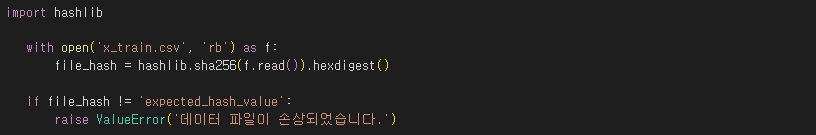 import hashlib
with open('x_train.csv', 'rb') as f:
file_hash = hashlib.sha256(f.read()).hexdigest()
if file_hash != 'expected_hash_value':
raise ValueError('데이터 파일이 손상되었습니다.')